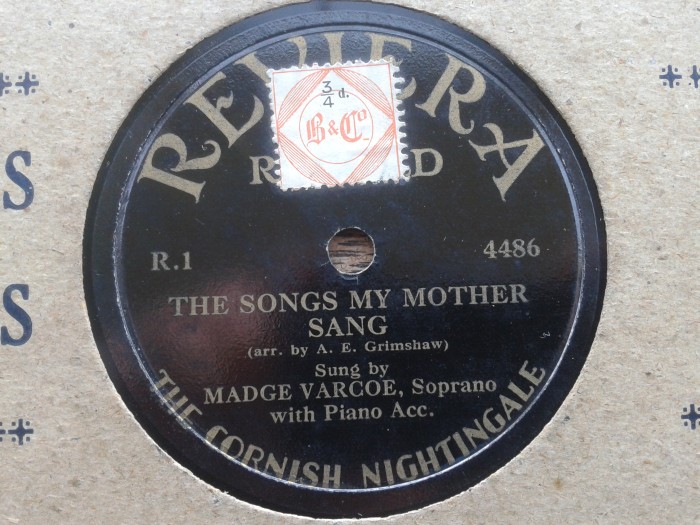 REVIERA
R D
3/4 d.
B & Co
R.1
4486
THE SONGS MY MOTHER
SANG
(arr. by A. E. Grimshaw)
Sung by
MADGE VARCOE, Soprano
with Piano Acc.
THE CORNISH NIGHTINGALE
S
S